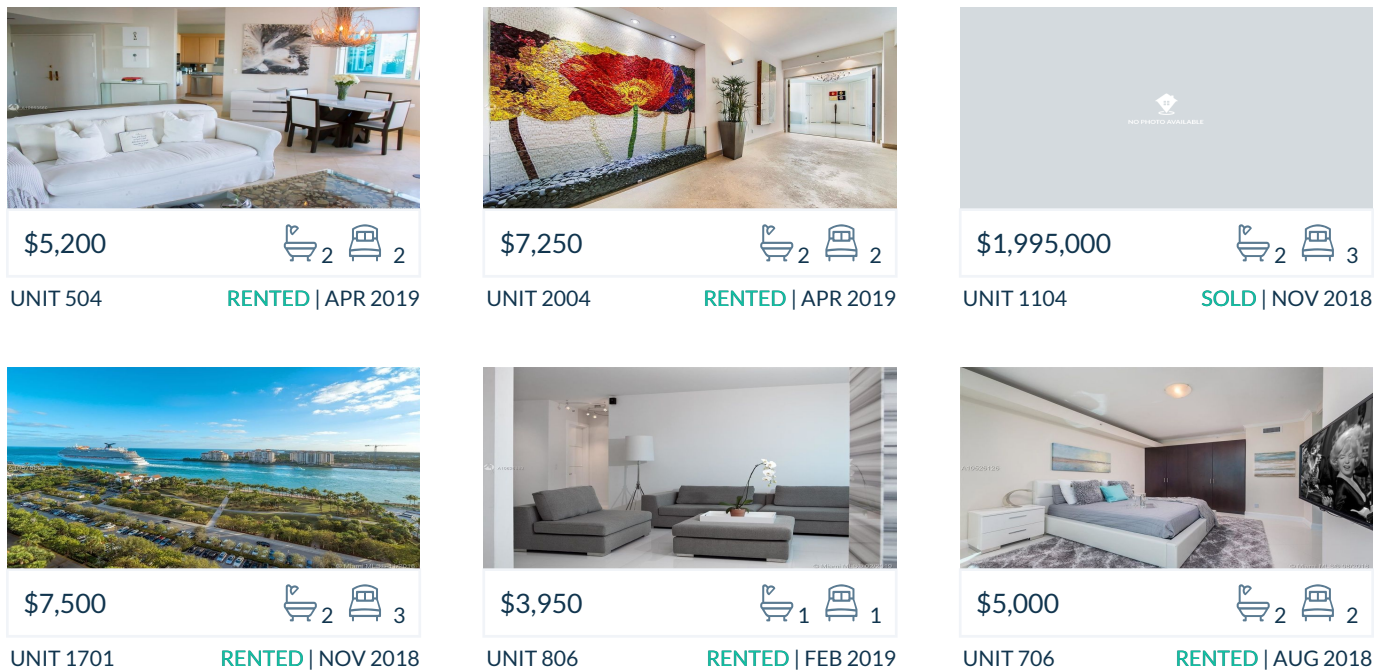 NO PHOTO AVAILABLE
$5,200 2 2
$7,250 2 2
$1,995,000 2 3
UNIT 504 RENTED | APR 2019
UNIT 2004 RENTED | APR 2019
UNIT 1104 SOLD | NOV 2018
$7,500 2 3
$3,950 1 1
$5,000 2 2
UNIT 1701 RENTED | NOV 2018
UNIT 806 RENTED | FEB 2019
UNIT 706 RENTED | AUG 2018